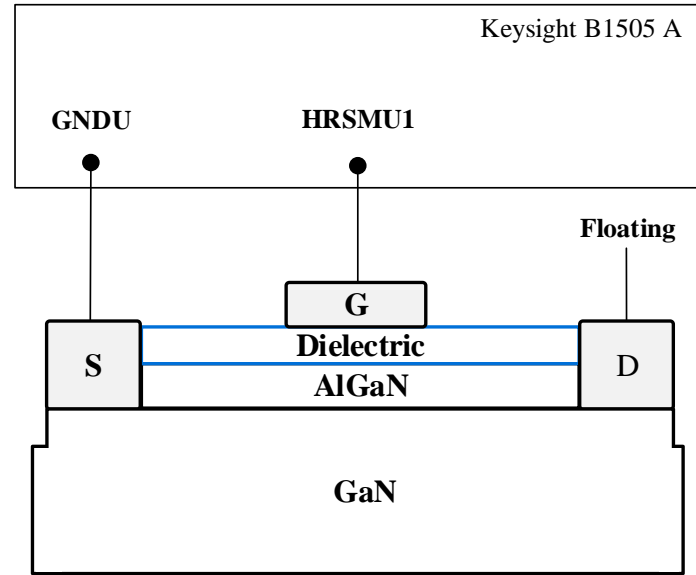 Keysight B1505 A
GNDU
HRSMU1
Floating
G
S
Dielectric
D
AlGaN
GaN